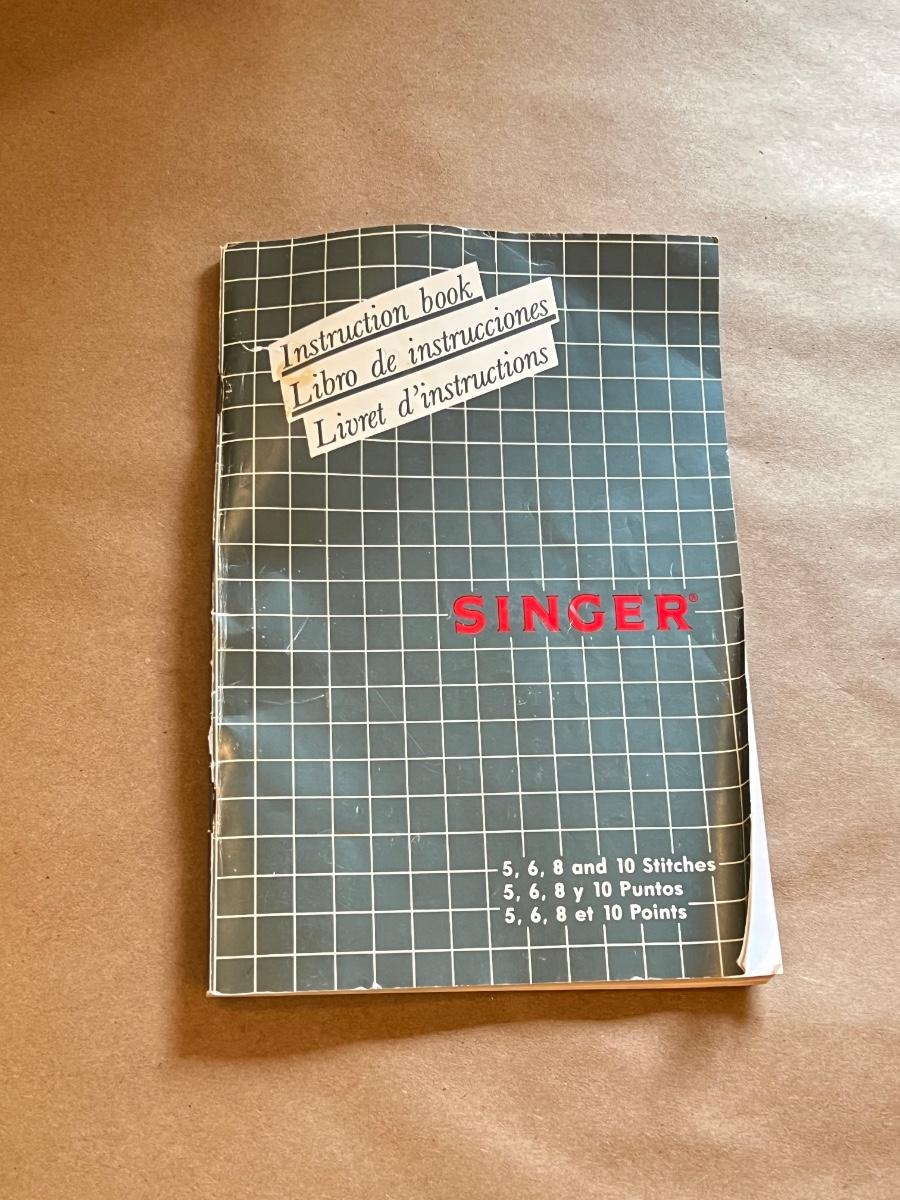 Instruction book
Libro de instrucciones
Livret d'instructions
SINGER®
5, 6, 8 and 10 Stitches
5, 6, 8 y 10 Puntos
5, 6, 8 et 10 Points